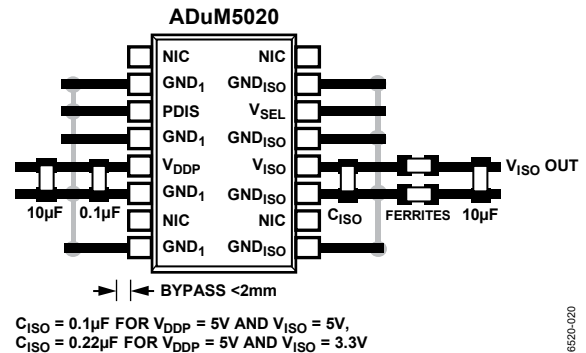 ADuM5020
NIC NIC
GND1 GNDISO
PDIS VSEL
GND1 GNDISO
VDDP VISO VISO OUT
GND1 GNDISO
10µF 0.1µF CISO FERRITES 10µF
NIC NIC
GND1 GNDISO
BYPASS <2mm
CISO = 0.1µF FOR VDDP = 5V AND VISO = 5V,
CISO = 0.22µF FOR VDDP = 5V AND VISO = 3.3V
6520-020